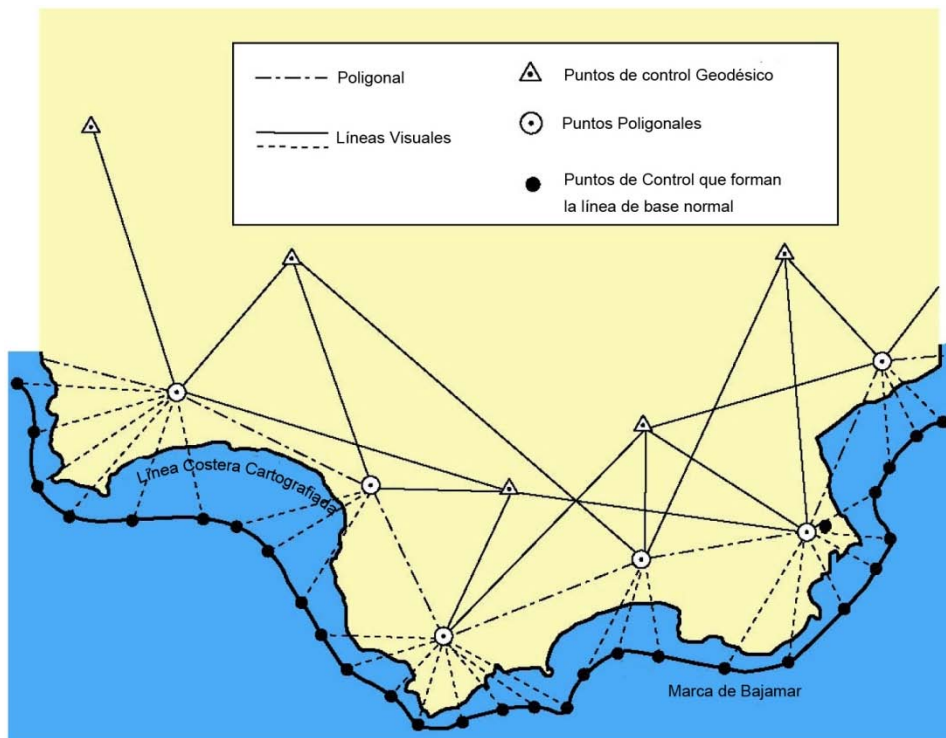 Poligonal
Líneas Visuales
Puntos de control Geodésico
Puntos Poligonales
Puntos de Control que forman
la línea de base normal
Línea Costera Cartografiada
Marca de Bajamar